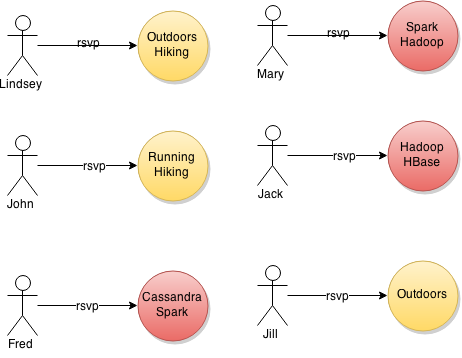 rsvp
Outdoors
Hiking
Lindsey
rsvp
Spark
Hadoop
Mary
rsvp
Running
Hiking
John
rsvp
Hadoop
HBase
Jack
rsvp
Cassandra
Spark
Fred
rsvp
Outdoors
Jill